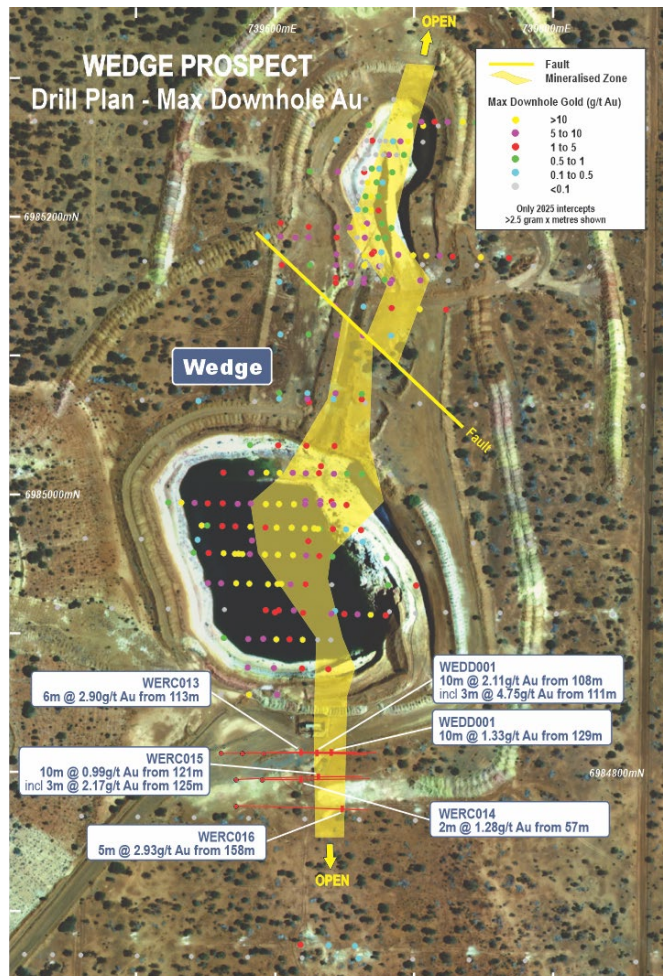 739600mE
739800mE
OPEN
WEDGE PROSPECT
Drill Plan - Max Downhole Au
Fault
Mineralised Zone
Max Downhole Gold (g/t Au)
>10
5 to 10
1 to 5
0.5 to 1
0.1 to 0.5
<0.1
Only 2025 intercepts
>2.5 gram x metres shown
6985200mN
Wedge
Fault
6985000mN
WERC013
6m @ 2.90g/t Au from 113m
WEDD001
10m @ 2.11g/t Au from 108m
incl 3m @ 4.75g/t Au from 111m
WEDD001
10m @ 1.33g/t Au from 129m
WERC015
10m @ 0.99g/t Au from 121m
incl 3m @ 2.17g/t Au from 125m
6984800mN
WERC014
2m @ 1.28g/t Au from 57m
WERC016
5m @ 2.93g/t Au from 158m
OPEN